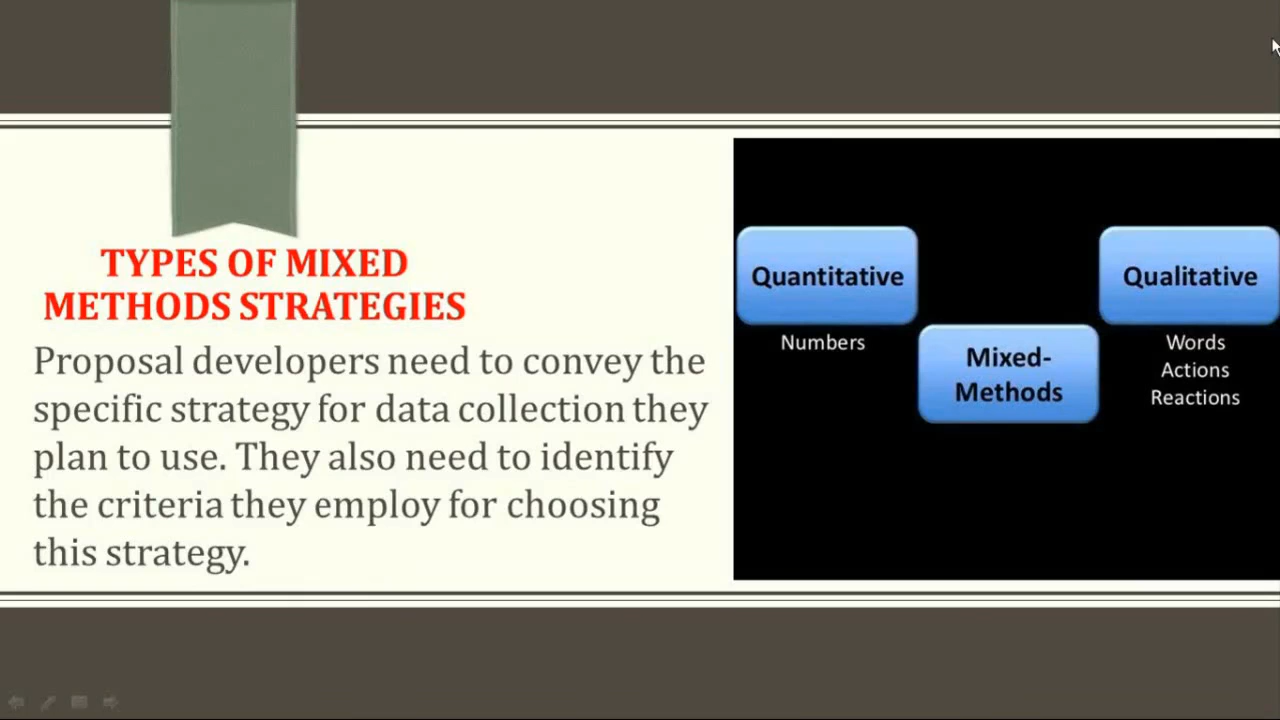 TYPES OF MIXED
METHODS STRATEGIES
Proposal developers need to convey the
specific strategy for data collection they
plan to use. They also need to identify
the criteria they employ for choosing
this strategy.
Quantitative
Numbers
Mixed-
Methods
Qualitative
Words
Actions
Reactions